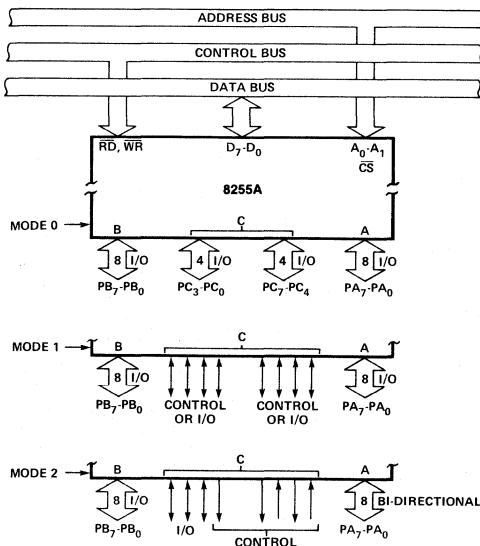 ADDRESS BUS
CONTROL BUS
DATA BUS
RD, WR D7-D0 A0-A1
CS
8255A
MODE 0
B C A
8 I/O 4 I/O 4 I/O 8 I/O
PB7-PB0 PC3-PC0 PC7-PC4 PA7-PA0
MODE 1
B C A
8 I/O 8 I/O
PB7-PB0 CONTROL OR I/O CONTROL OR I/O PA7-PA0
MODE 2
B C A
8 I/O 8 BI-DIRECTIONAL
PB7-PB0 I/O PA7-PA0
CONTROL